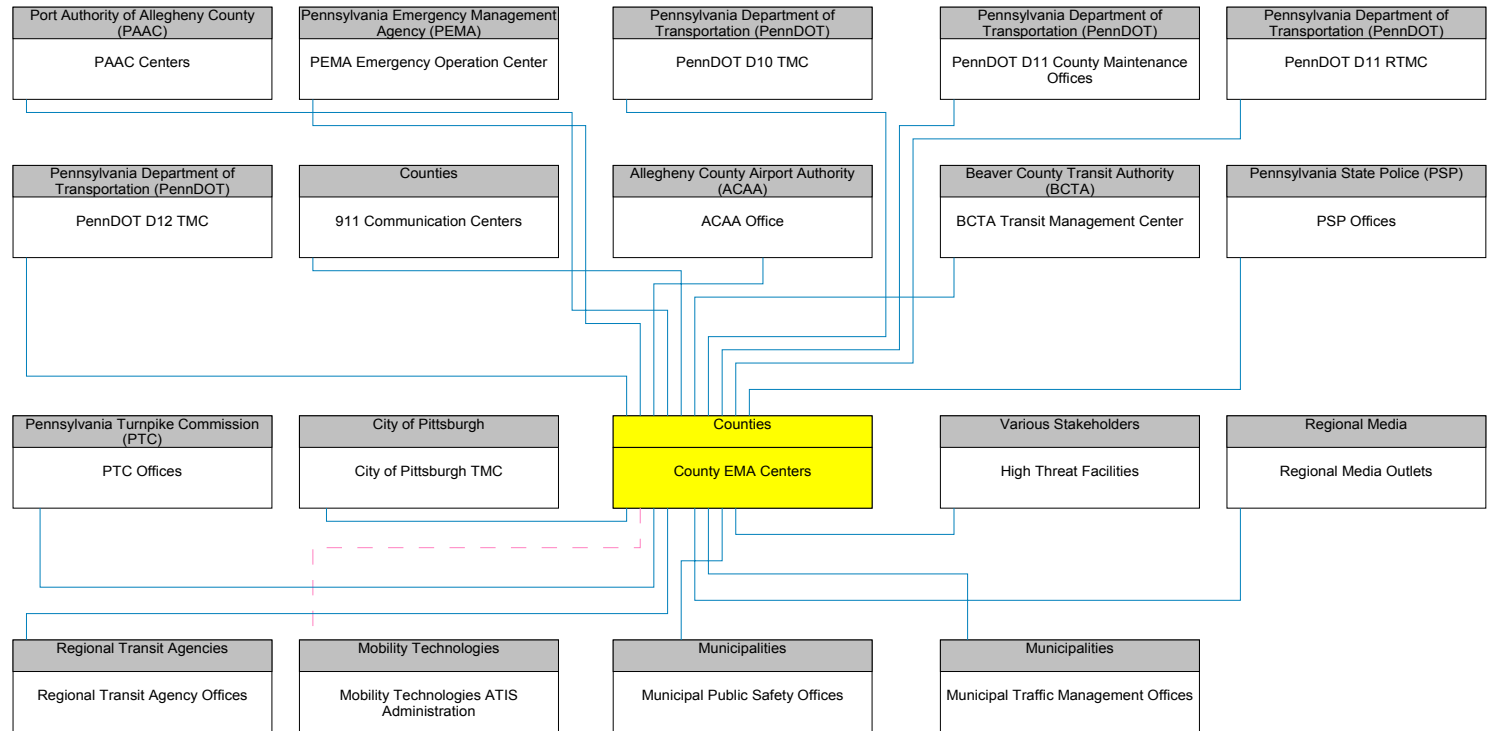 Port Authority of Allegheny County
(PAAC)
PAAC Centers
Pennsylvania Emergency Management
Agency (PEMA)
PEMA Emergency Operation Center
Pennsylvania Department of
Transportation (PennDOT)
PennDOT D10 TMC
Pennsylvania Department of
Transportation (PennDOT)
PennDOT D11 County Maintenance
Offices
Pennsylvania Department of
Transportation (PennDOT)
PennDOT D11 RTMC
Pennsylvania Department of
Transportation (PennDOT)
PennDOT D12 TMC
Counties
911 Communication Centers
Allegheny County Airport Authority
(ACAA)
ACAA Office
Beaver County Transit Authority
(BCTA)
BCTA Transit Management Center
Pennsylvania State Police (PSP)
PSP Offices
Pennsylvania Turnpike Commission
(PTC)
PTC Offices
City of Pittsburgh
City of Pittsburgh TMC
Counties
County EMA Centers
Various Stakeholders
High Threat Facilities
Regional Media
Regional Media Outlets
Regional Transit Agencies
Regional Transit Agency Offices
Mobility Technologies
Mobility Technologies ATIS
Administration
Municipalities
Municipal Public Safety Offices
Municipalities
Municipal Traffic Management Offices